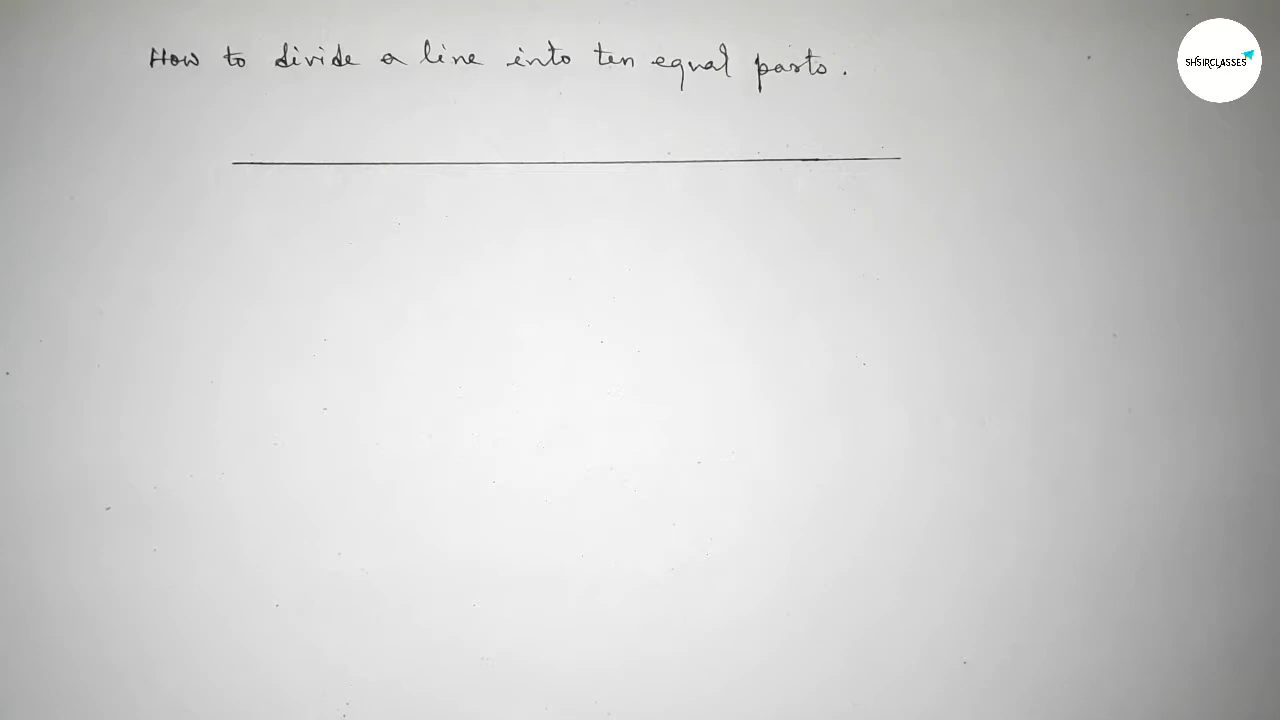 How to divide a line into ten equal parts.
SHSIRCLASSES